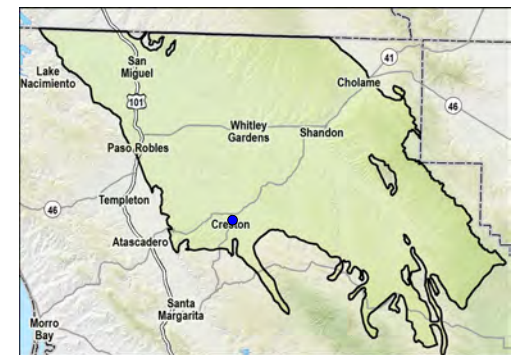 San
Miguel
41
Lake
Nacimiento
Cholame
101
46
Whitley
Gardens
Shandon
Paso Robles
Templeton
46
Creston
Atascadero
Santa
Margarita
Morro
Bay